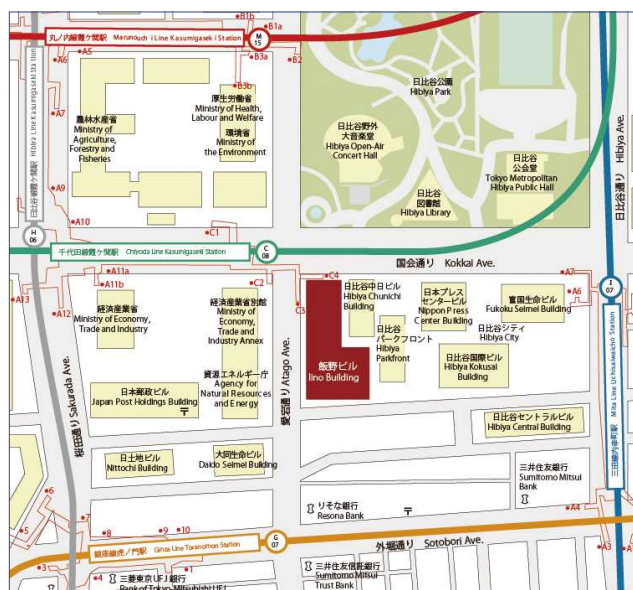 B1b
B1a
丸ノ内線霞ケ関駅 Marunouchi Line Kasumigaseki Station
M
15
A5
A6
B3a
B2
B3b
日比谷公園
Hibiya Park
厚生労働省
Ministry of Health,
Labour and Welfare
環境省
Ministry of
the Environment
農林水産省
Ministry of
Agriculture,
Forestry and
Fisheries
A7
日比谷線霞ケ関駅 Hibiya Line Kasumigaseki Station
日比谷野外
大音楽堂
Hibiya Open-Air
Concert Hall
日比谷
公会堂
Tokyo Metropolitan
Hibiya Public Hall
日比谷
図書館
Hibiya Library
日比谷通り Hibiya Ave.
A9
A10
C1
H
06
千代田線霞ケ関駅 Chiyoda Line Kasumigaseki Station
C
08
国会通り Kokkai Ave.
A11a
A11b
A13
A12
C2
C3
C4
A7
A6
I
07
経済産業省
Ministry of Economy,
Trade and Industry
経済産業省別館
Ministry of
Economy,
Trade and
Industry Annex
日比谷中日ビル
Hibiya Chunichi
Building
日本プレス
センタービル
Nippon Press
Center Building
富国生命ビル
Fukoku Seimei Building
日比谷
パークフロント
Hibiya
Parkfront
日比谷シティ
Hibiya City
日比谷国際ビル
Hibiya Kokusai
Building
飯野ビル
Iino Building
資源エネルギー庁
Agency for
Natural Resources
and Energy
日本郵政ビル
Japan Post Holdings Building
〒
桜田通り Sakurada Ave.
愛宕通り Atago Ave.
三田線内幸町駅 Mita Line Uchisaiwaicho Station
日比谷セントラルビル
Hibiya Central Building
日土地ビル
Nittochi Building
大同生命ビル
Daido Seimei Building
三井住友銀行
Sumitomo Mitsui
Bank
りそな銀行
Resona Bank
〒
A4
6
5
7
8
9
10
銀座線虎ノ門駅 Ginza Line Toranomon Station
G
07
外堀通り Sotobori Ave.
A3
3
4
1
三菱東京UFJ銀行
Bank of Tokyo-Mitsubishi UFJ
三井住友信託銀行
Sumitomo Mitsui
Trust Bank